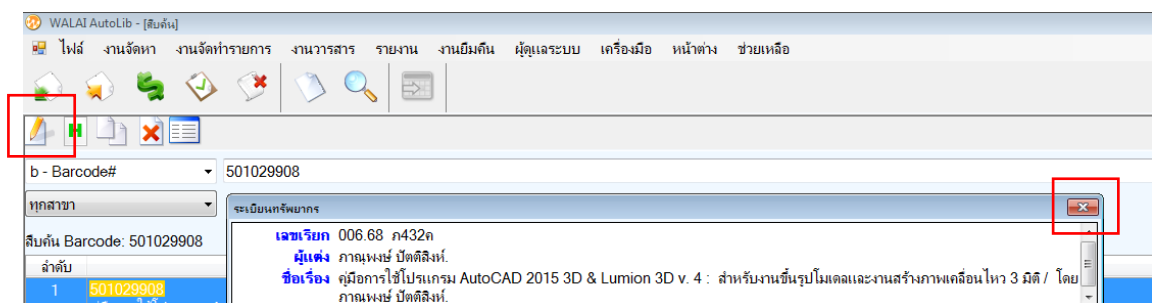 WALAI AutoLib - [สืบค้น]
ไฟล์ งานจัดหา งานจัดทำรายการ งานวารสาร รายงาน งานยืมคืน ผู้ดูแลระบบ เครื่องมือ หน้าต่าง ช่วยเหลือ
H
b - Barcode# 501029908
ทุกสาขา
ระเบียนทรัพยากร
สืบค้น Barcode: 501029908
เลขเรียก 006.68 ภ432ค
ผู้แต่ง ภาณุพงษ์ ปัตติสิงห์.
ชื่อเรื่อง คู่มือการใช้โปรแกรม AutoCAD 2015 3D & Lumion 3D v. 4 : สำหรับงานขึ้นรูปโมเดลและงานสร้างภาพเคลื่อนไหว 3 มิติ / โดย
ภาณุพงษ์ ปัตติสิงห์.
ลำดับ
1 501029908